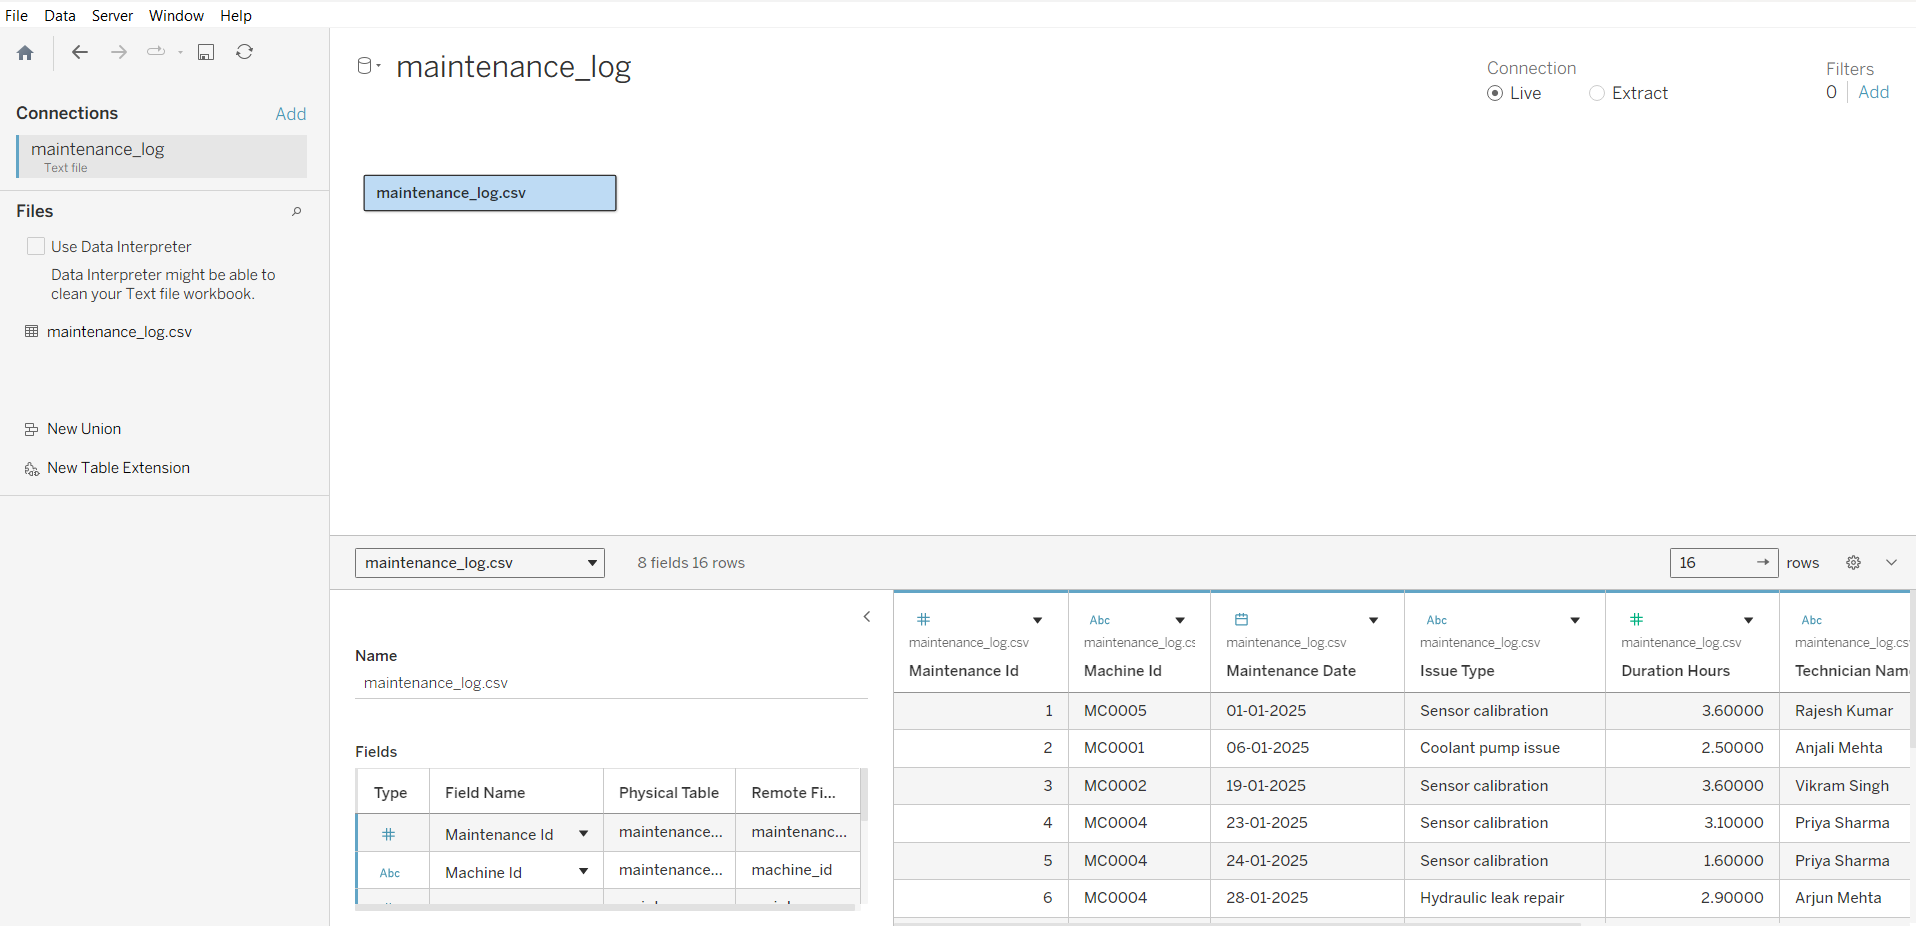 File Data Server Window Help
maintenance_log
Connection
Live Extract
Filters
0 Add
Connections Add
maintenance_log
Text file
Files
Use Data Interpreter
Data Interpreter might be able to
clean your Text file workbook.
maintenance_log.csv
New Union
New Table Extension
maintenance_log.csv
maintenance_log.csv 8 fields 16 rows 16 rows
Name
maintenance_log.csv
Fields
Type Field Name Physical Table Remote Fi...
Maintenance Id maintenance... maintenanc...
Abc Machine Id maintenance... machine_id
Abc Abc Abc
maintenance_log.csv maintenance_log.cs maintenance_log.csv maintenance_log.csv maintenance_log.csv maintenance_log.csv
Maintenance Id Machine Id Maintenance Date Issue Type Duration Hours Technician Nam
1 MC0005 01-01-2025 Sensor calibration 3.60000 Rajesh Kumar
2 MC0001 06-01-2025 Coolant pump issue 2.50000 Anjali Mehta
3 MC0002 19-01-2025 Sensor calibration 3.60000 Vikram Singh
4 MC0004 23-01-2025 Sensor calibration 3.10000 Priya Sharma
5 MC0004 24-01-2025 Sensor calibration 1.60000 Priya Sharma
6 MC0004 28-01-2025 Hydraulic leak repair 2.90000 Arjun Mehta